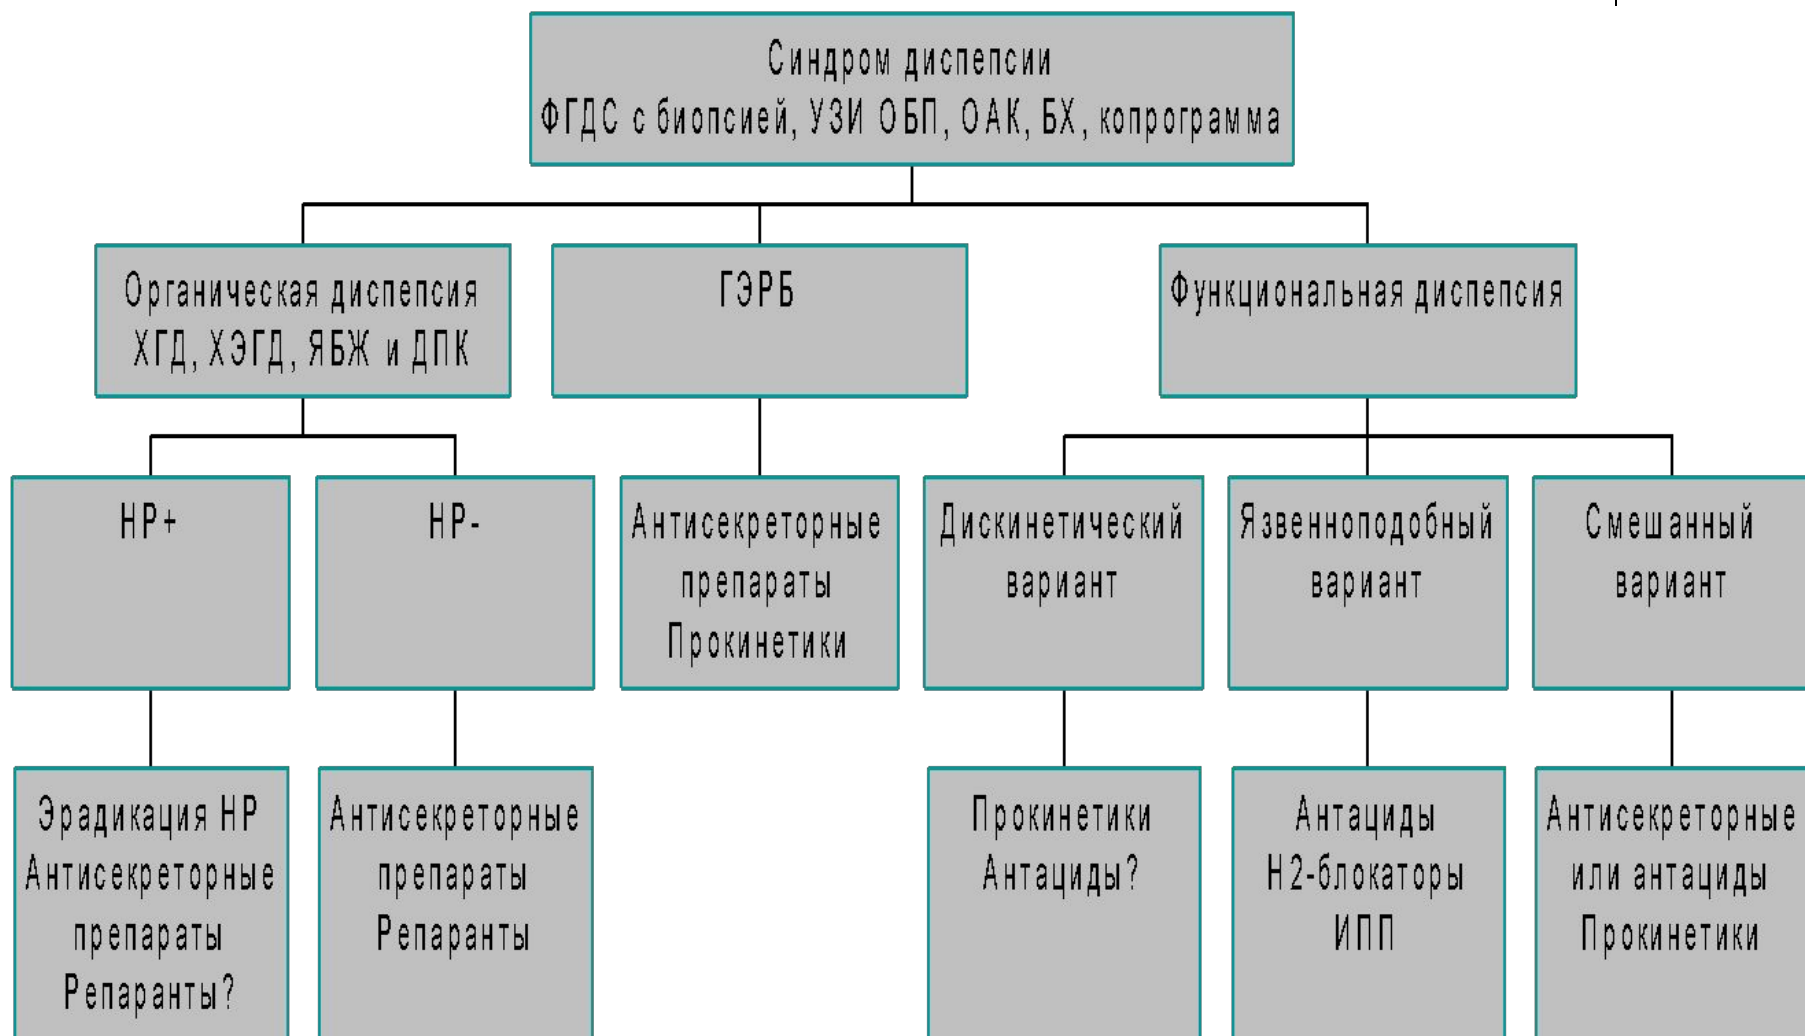 Синдром диспепсии
ФГДС с биопсией, УЗИ ОБП, ОАК, БХ, копрограмма
Органическая диспепсия
ХГД, ХЭГД, ЯБЖ и ДПК
ГЭРБ
Функциональная диспепсия
НР+
НР-
Антисекреторные
препараты
Прокинетики
Дискинетический
вариант
Язвенноподобный
вариант
Смешанный
вариант
Эрадикация НР
Антисекреторные
препараты
Репаранты?
Антисекреторные
препараты
Репаранты
Прокинетики
Антациды?
Антациды
Н2-блокаторы
ИПП
Антисекреторные
или антациды
Прокинетики